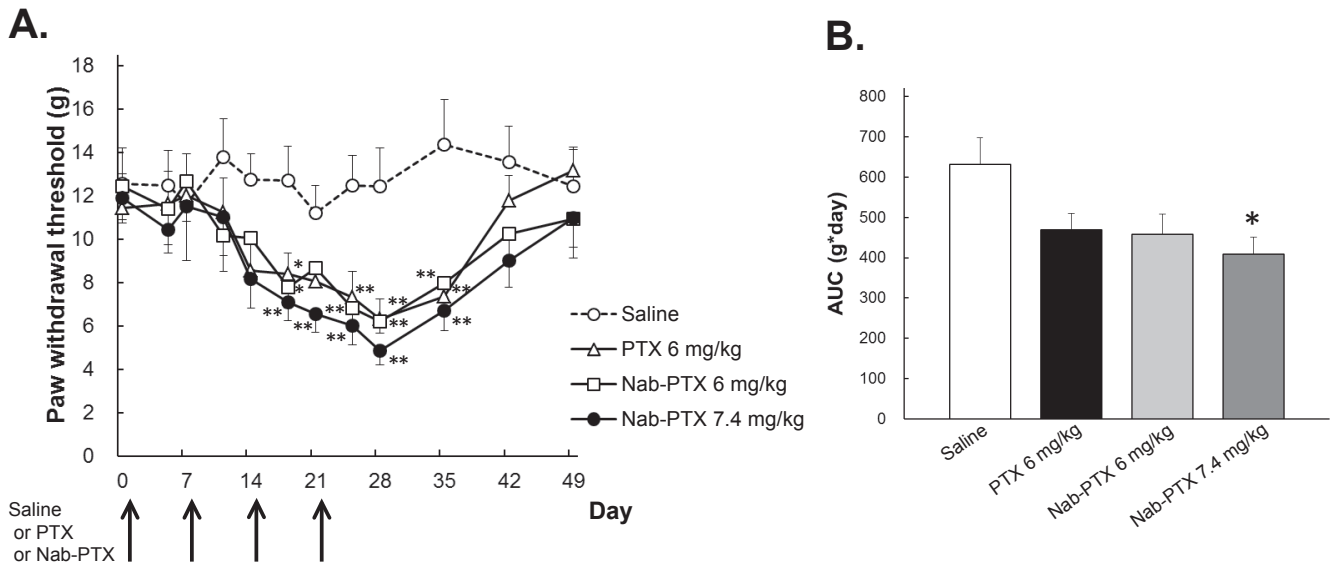 A.
Paw withdrawal threshold (g)
18
16
14
12
10
8
6
4
2
0
*
*
**
**
**
**
**
**
**
**
**
**
**
Saline
PTX 6 mg/kg
Nab-PTX 6 mg/kg
Nab-PTX 7.4 mg/kg
0 7 14 21 28 35 42 49
Day
Saline
or PTX
or Nab-PTX
B.
AUC (g*day)
800
700
600
500
400
300
200
100
0
*
Saline
PTX 6 mg/kg
Nab-PTX 6 mg/kg
Nab-PTX 7.4 mg/kg